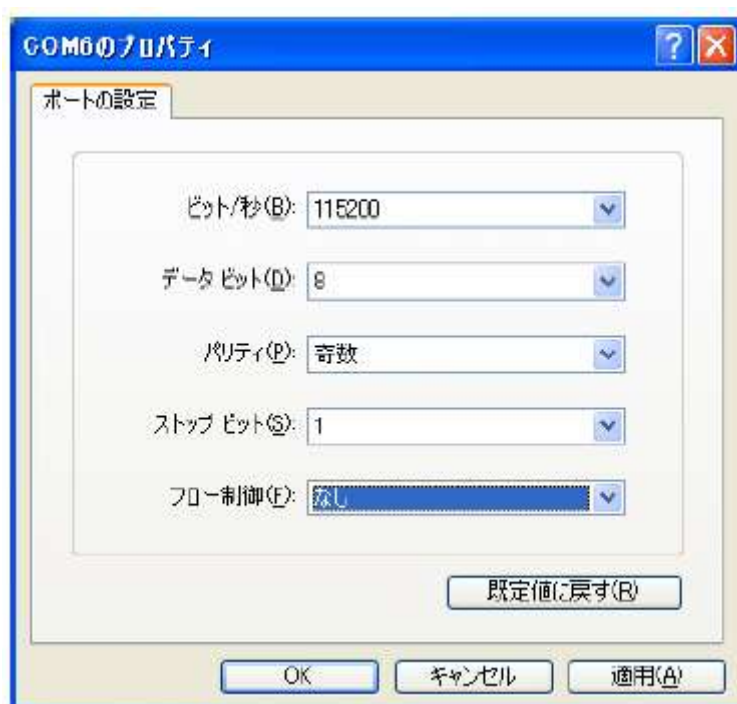 COM6のプロパティ
ポートの設定
ビット/秒(B): 115200
データ ビット(D): 8
パリティ(P): 奇数
ストップ ビット(S): 1
フロー制御(F): なし
既定値に戻す(R)
OK キャンセル 適用(A)